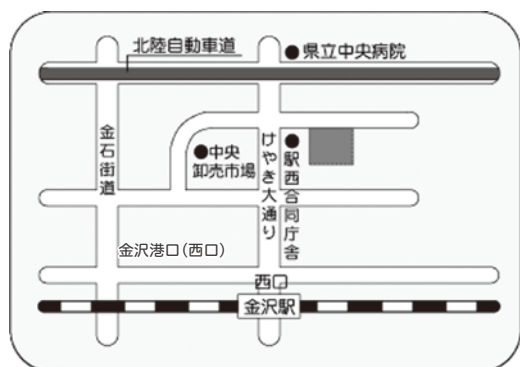 北陸自動車道
県立中央病院
金石街道
中央
卸売市場
けやき大通り
駅西合同庁舎
金沢港口(西口)
西口
金沢駅